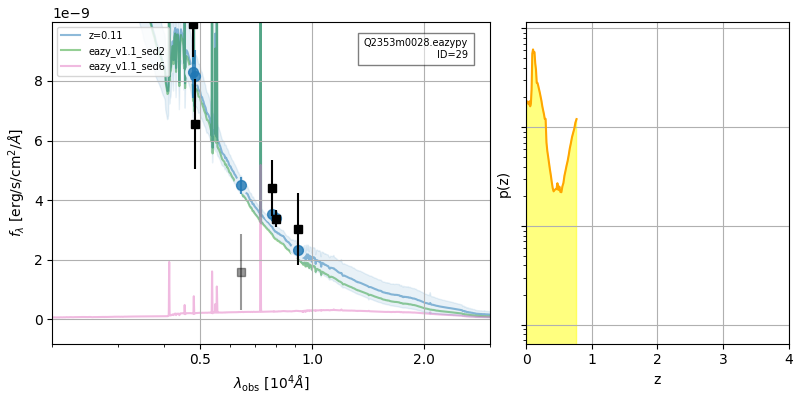 1e−9
z=0.11
eazy_v1.1_sed2
eazy_v1.1_sed6
Q2353m0028.eazypy
ID=29
8
6
4
2
0
f_λ [erg/s/cm²/Å]
0.5
1.0
2.0
λ_obs [10⁴Å]
p(z)
0
1
2
3
4
z